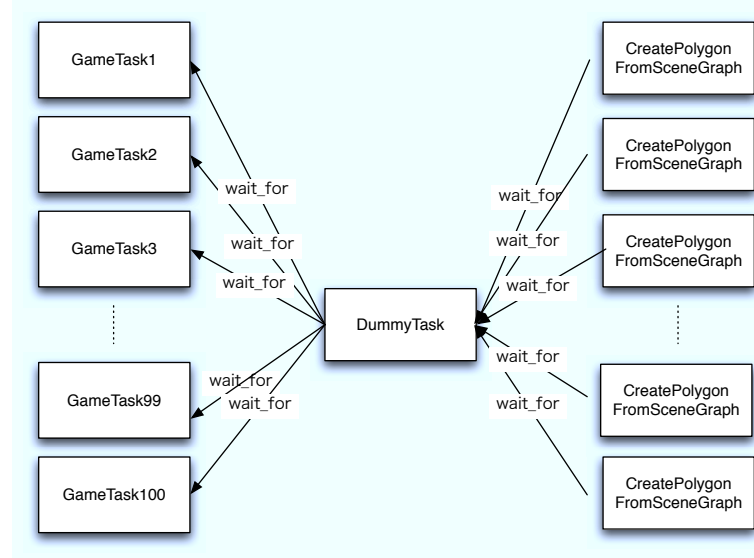 GameTask1
GameTask2
GameTask3
GameTask99
GameTask100
wait_for
wait_for
wait_for
wait_for
wait_for
DummyTask
wait_for
wait_for
wait_for
wait_for
wait_for
CreatePolygon
FromSceneGraph
CreatePolygon
FromSceneGraph
CreatePolygon
FromSceneGraph
CreatePolygon
FromSceneGraph
CreatePolygon
FromSceneGraph